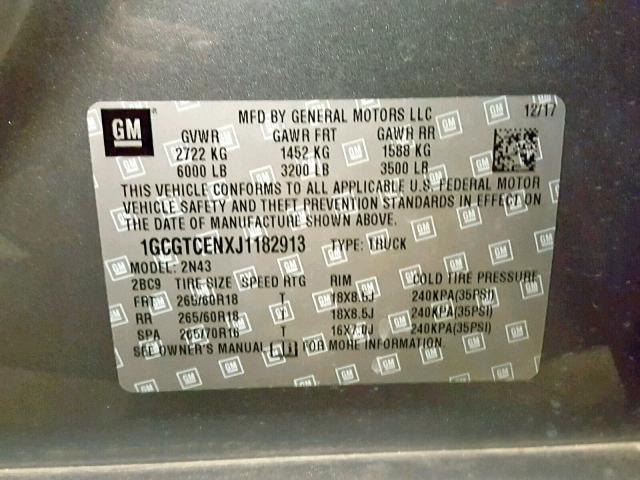 GM
MFD BY GENERAL MOTORS LLC 12/17
GVWR GAWR FRT GAWR RR
2722 KG 1452 KG 1588 KG
6000 LB 3200 LB 3500 LB
THIS VEHICLE CONFORMS TO ALL APPLICABLE U.S. FEDERAL MOTOR
VEHICLE SAFETY AND THEFT PREVENTION STANDARDS IN EFFECT ON
THE DATE OF MANUFACTURE SHOWN ABOVE.
1GCGTCENXJ1182913 TYPE: TRUCK
MODEL: 2N43
2BC9 TIRE SIZE SPEED RTG RIM COLD TIRE PRESSURE
FRT 265/60R18 T 18X8.5J 240KPA(35PSI)
RR 265/60R18 T 18X8.5J 240KPA(35PSI)
SPA 265/70R16 T 16X7.0J 240KPA(35PSI)
SEE OWNER'S MANUAL FOR MORE INFORMATION.